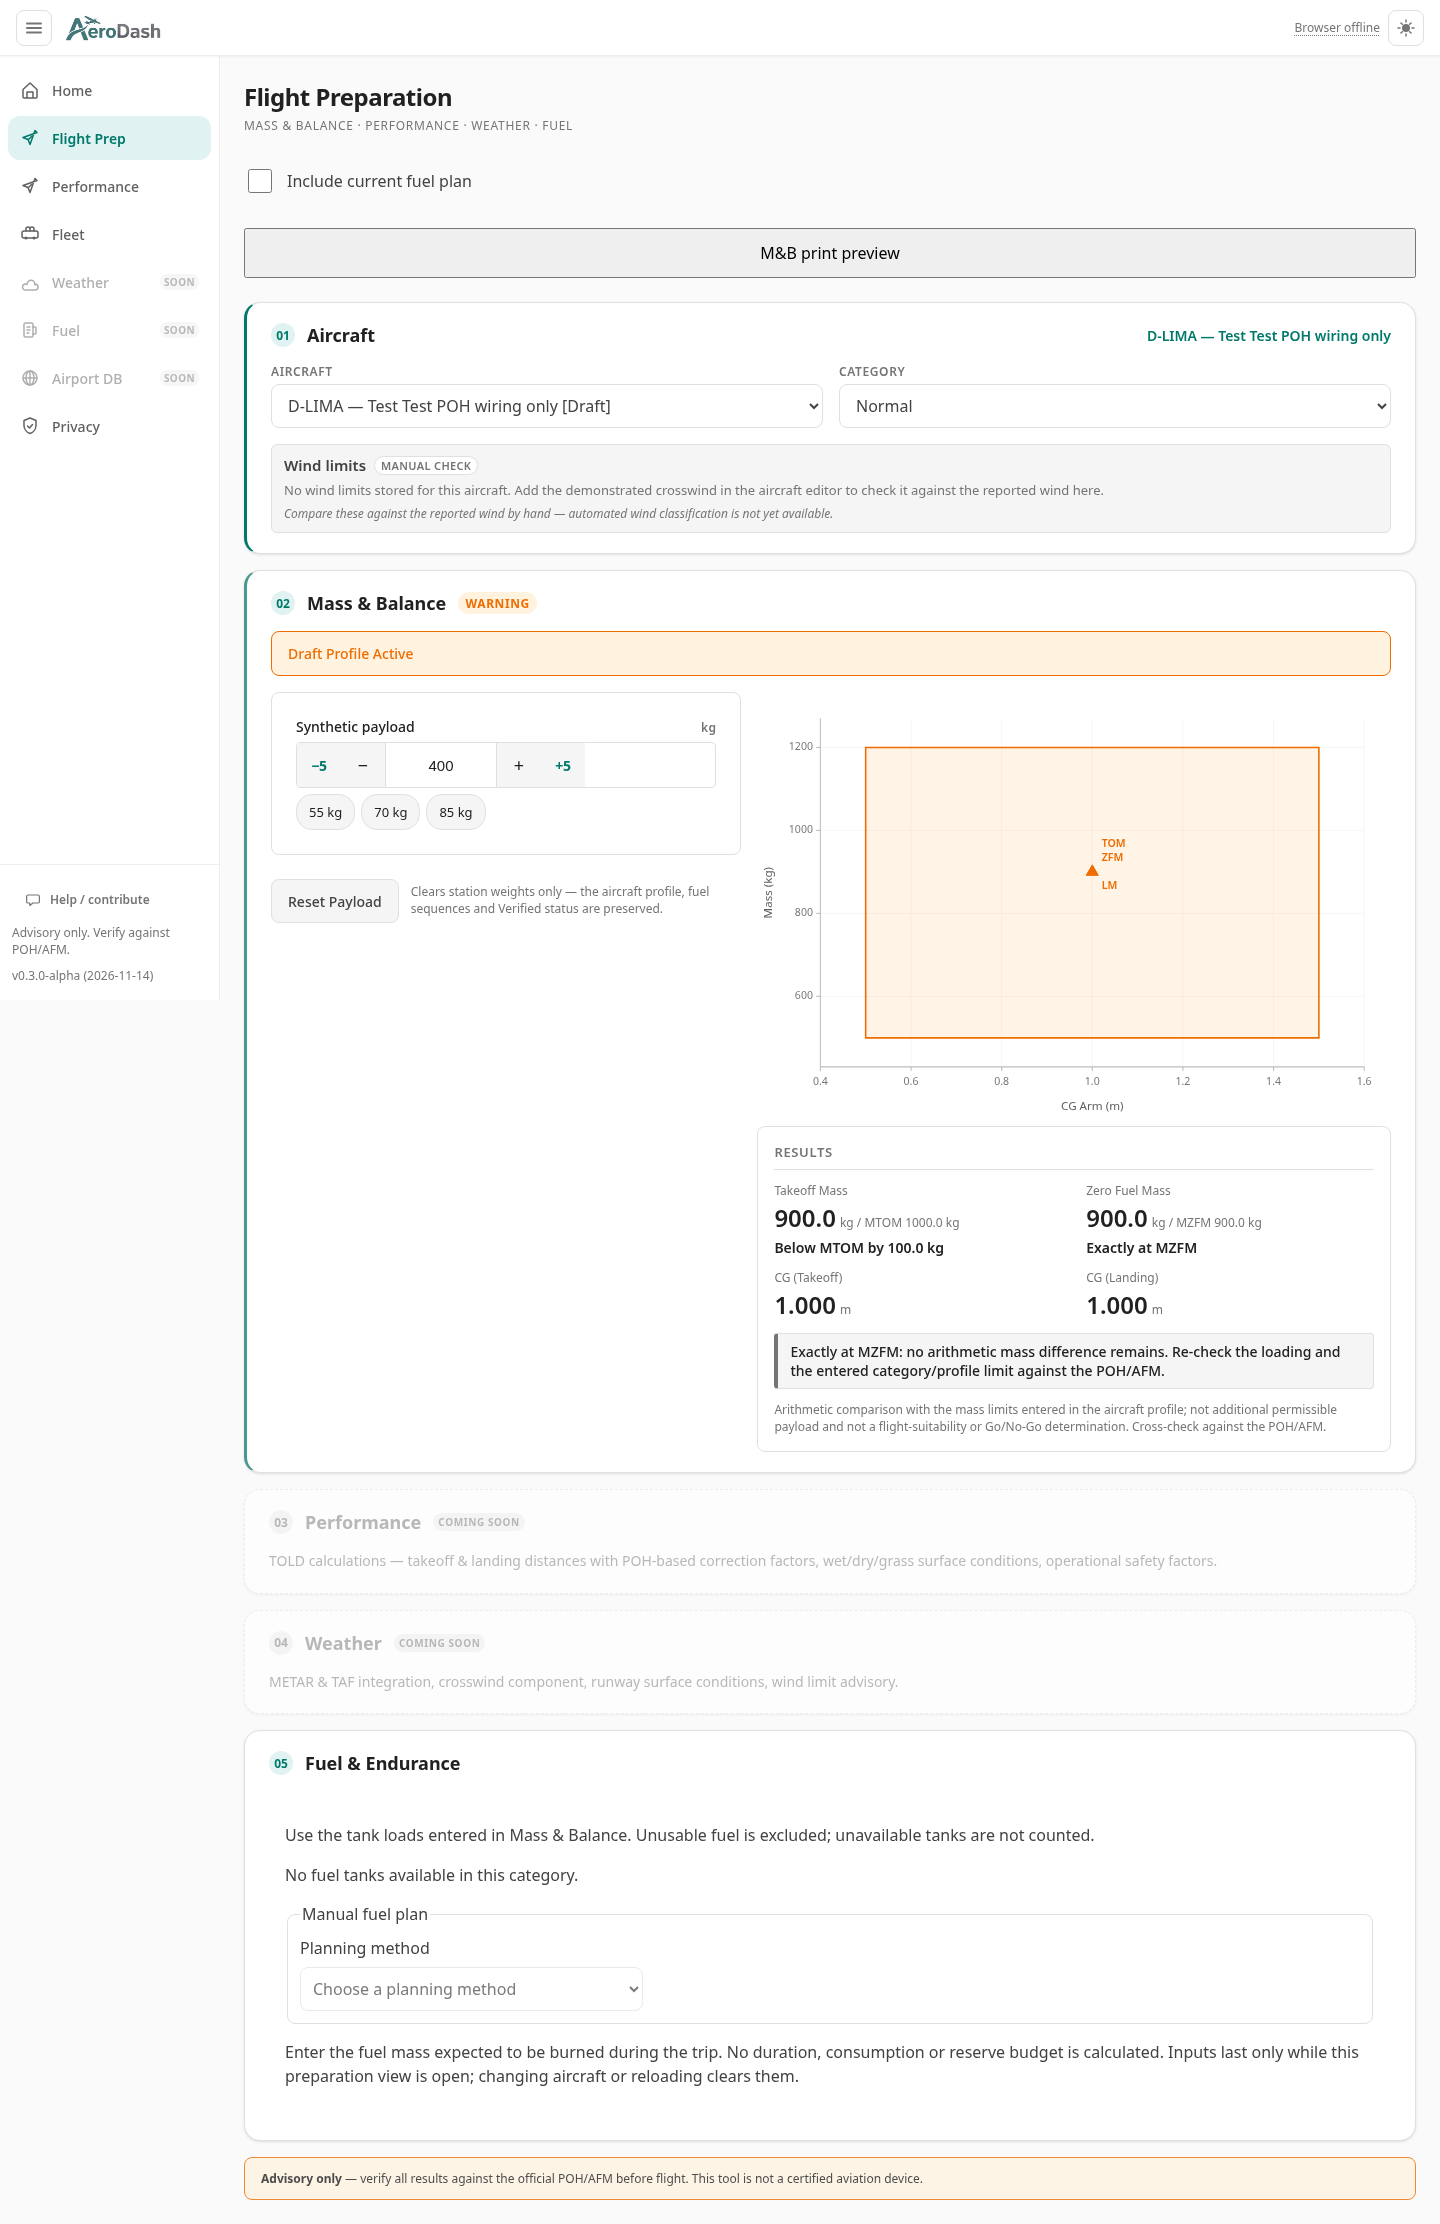 AeroDash
Browser offline
Home
Flight Prep
Performance
Fleet
Weather SOON
Fuel SOON
Airport DB SOON
Privacy
Help / contribute
Advisory only. Verify against
POH/AFM.
v0.3.0-alpha (2026-11-14)
Flight Preparation
MASS & BALANCE · PERFORMANCE · WEATHER · FUEL
Include current fuel plan
M&B print preview
01 Aircraft D-LIMA — Test Test POH wiring only
AIRCRAFT CATEGORY
D-LIMA — Test Test POH wiring only [Draft] Normal
Wind limits MANUAL CHECK
No wind limits stored for this aircraft. Add the demonstrated crosswind in the aircraft editor to check it against the reported wind here.
Compare these against the reported wind by hand — automated wind classification is not yet available.
02 Mass & Balance WARNING
Draft Profile Active
Synthetic payload kg
−5 − 400 + +5
55 kg 70 kg 85 kg
Reset Payload
Clears station weights only — the aircraft profile, fuel
sequences and Verified status are preserved.
1200
1000
800
600
Mass (kg)
TOM
ZFM
LM
0.4 0.6 0.8 1.0 1.2 1.4 1.6
CG Arm (m)
RESULTS
Takeoff Mass Zero Fuel Mass
900.0 kg / MTOM 1000.0 kg 900.0 kg / MZFM 900.0 kg
Below MTOM by 100.0 kg Exactly at MZFM
CG (Takeoff) CG (Landing)
1.000 m 1.000 m
Exactly at MZFM: no arithmetic mass difference remains. Re-check the loading and
the entered category/profile limit against the POH/AFM.
Arithmetic comparison with the mass limits entered in the aircraft profile; not additional permissible
payload and not a flight-suitability or Go/No-Go determination. Cross-check against the POH/AFM.
03 Performance COMING SOON
TOLD calculations — takeoff & landing distances with POH-based correction factors, wet/dry/grass surface conditions, operational safety factors.
04 Weather COMING SOON
METAR & TAF integration, crosswind component, runway surface conditions, wind limit advisory.
05 Fuel & Endurance
Use the tank loads entered in Mass & Balance. Unusable fuel is excluded; unavailable tanks are not counted.
No fuel tanks available in this category.
Manual fuel plan
Planning method
Choose a planning method
Enter the fuel mass expected to be burned during the trip. No duration, consumption or reserve budget is calculated. Inputs last only while this
preparation view is open; changing aircraft or reloading clears them.
Advisory only — verify all results against the official POH/AFM before flight. This tool is not a certified aviation device.